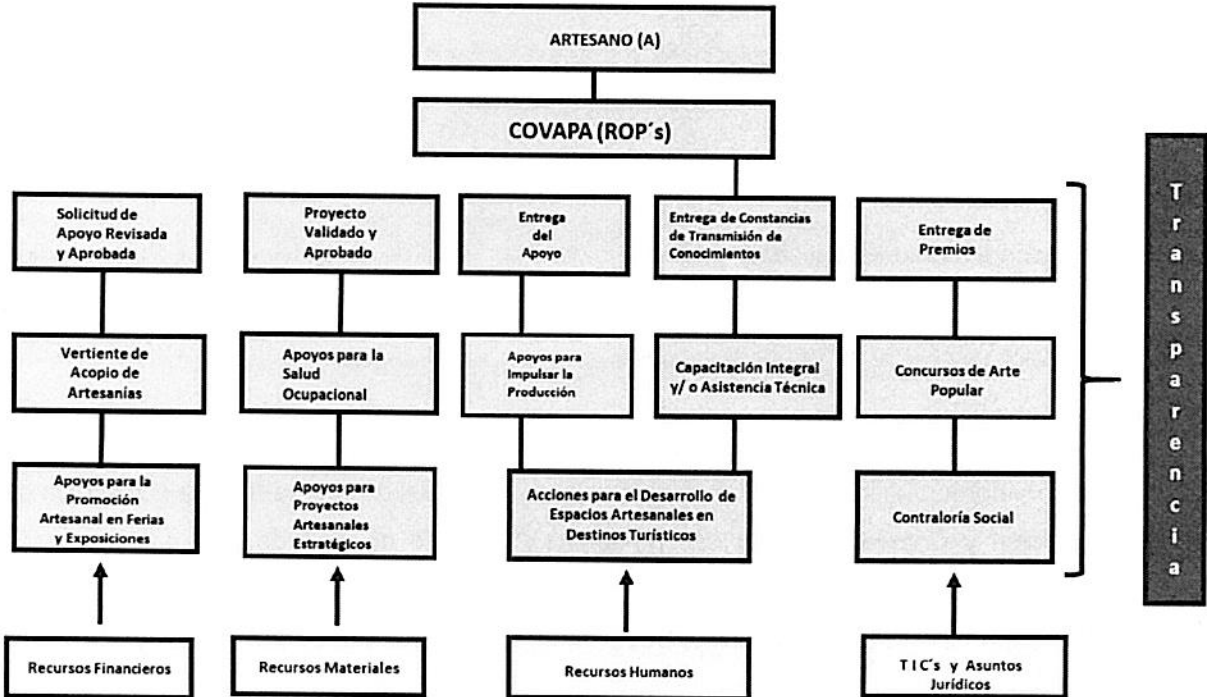 ARTESANO (A)
COVAPA (ROP´s)
Solicitud de
Apoyo Revisada
y Aprobada
Proyecto
Validado y
Aprobado
Entrega
del
Apoyo
Entrega de Constancias
de Transmisión de
Conocimientos
Entrega de
Premios
Vertiente de
Acopio de
Artesanías
Apoyos para la
Salud
Ocupacional
Apoyos para
Impulsar la
Producción
Capacitación Integral
y/ o Asistencia Técnica
Concursos de Arte
Popular
Apoyos para la
Promoción
Artesanal en Ferias
y Exposiciones
Apoyos para
Proyectos
Artesanales
Estratégicos
Acciones para el Desarrollo de
Espacios Artesanales en
Destinos Turísticos
Contraloría Social
Recursos Financieros
Recursos Materiales
Recursos Humanos
T I C´s y Asuntos
Jurídicos
Transparencia